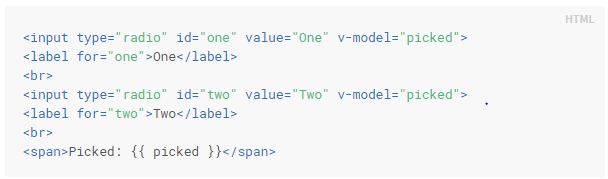 HTML
<input type="radio" id="one" value="One" v-model="picked">
<label for="one">One</label>
<br>
<input type="radio" id="two" value="Two" v-model="picked">
<label for="two">Two</label>
<br>
<span>Picked: {{ picked }}</span>